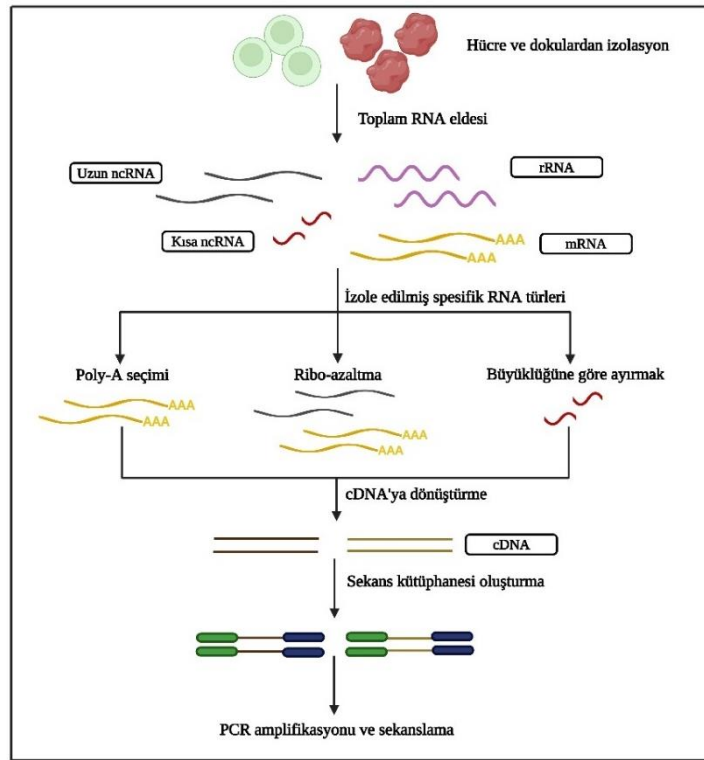 Hücre ve dokulardan izolasyon
Toplam RNA eldesi
Uzun ncRNA
rRNA
Kısa ncRNA
AAA
mRNA
AAA
İzole edilmiş spesifik RNA türleri
Poly-A seçimi
Ribo-azaltma
Büyüklüğüne göre ayırmak
AAA
AAA
AAA
AAA
cDNA'ya dönüştürme
cDNA
Sekans kütüphanesi oluşturma
PCR amplifikasyonu ve sekanslama